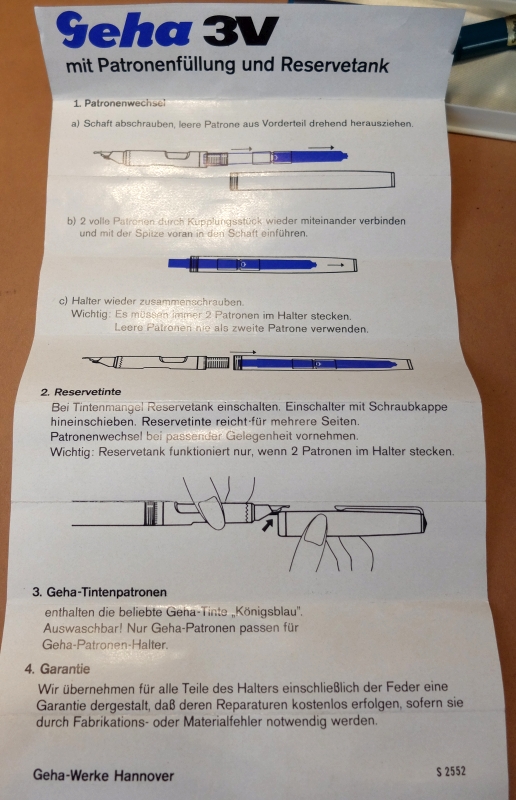 Geha 3V
mit Patronenfüllung und Reservetank
1. Patronenwechsel
a) Schaft abschrauben, leere Patrone aus Vorderteil drehend herausziehen.
b) 2 volle Patronen durch Kupplungsstück wieder miteinander verbinden
und mit der Spitze voran in den Schaft einführen.
c) Halter wieder zusammenschrauben.
Wichtig: Es müssen immer 2 Patronen im Halter stecken.
Leere Patronen nie als zweite Patrone verwenden.
2. Reservetinte
Bei Tintenmangel Reservetank einschalten. Einschalter mit Schraubkappe
hineinschieben. Reservetinte reicht für mehrere Seiten.
Patronenwechsel bei passender Gelegenheit vornehmen.
Wichtig: Reservetank funktioniert nur, wenn 2 Patronen im Halter stecken.
3. Geha-Tintenpatronen
enthalten die beliebte Geha-Tinte „Königsblau".
Auswaschbar! Nur Geha-Patronen passen für
Geha-Patronen-Halter.
4. Garantie
Wir übernehmen für alle Teile des Halters einschließlich der Feder eine
Garantie dergestalt, daß deren Reparaturen kostenlos erfolgen, sofern sie
durch Fabrikations- oder Materialfehler notwendig werden.
Geha-Werke Hannover
S 2552